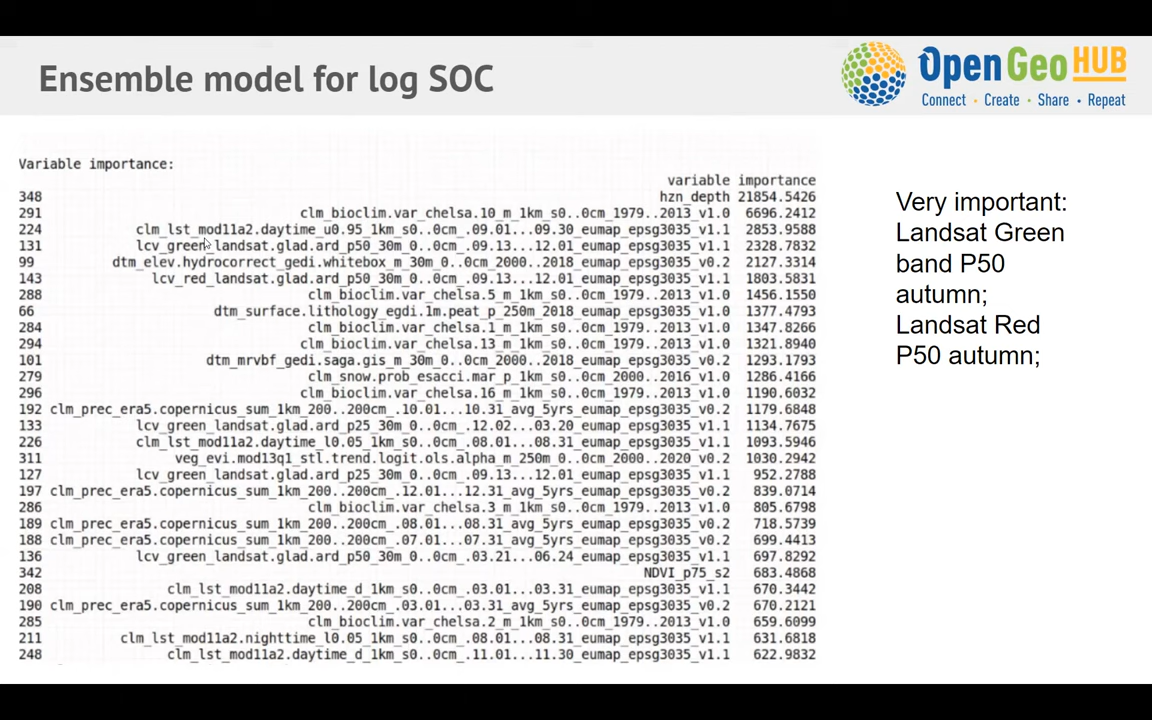 Ensemble model for log SOC
Open Geo HUB
Connect • Create • Share • Repeat
Variable importance:
variable importance
348 hzn_depth 21854.5426
291 clm_bioclim.var_chelsa.10_m_1km_s0..0cm_1979..2013_v1.0 6696.2412
224 clm_lst_mod11a2.daytime_u0.95_1km_s0..0cm_.09.01...09.30_eumap_epsg3035_v1.1 2853.9588
131 lcv_green_landsat.glad.ard_p50_30m_0..0cm_.09.13...12.01_eumap_epsg3035_v1.1 2328.7832
99 dtm_elev.hydrocorrect_gedi.whitebox_m_30m_0..0cm_2000..2018_eumap_epsg3035_v0.2 2127.3314
143 lcv_red_landsat.glad.ard_p50_30m_0..0cm_.09.13...12.01_eumap_epsg3035_v1.1 1803.5831
288 clm_bioclim.var_chelsa.5_m_1km_s0..0cm_1979..2013_v1.0 1456.1550
66 dtm_surface.lithology_egdi.1m.peat_p_250m_2018_eumap_epsg3035_v1.1 1377.4793
284 clm_bioclim.var_chelsa.1_m_1km_s0..0cm_1979..2013_v1.0 1347.8266
294 clm_bioclim.var_chelsa.13_m_1km_s0..0cm_1979..2013_v1.0 1321.8940
101 dtm_mrvbf_gedi.saga.gis_m_30m_0..0cm_2000..2018_eumap_epsg3035_v0.2 1293.1793
279 clm_snow.prob_esacci.mar_p_1km_s0..0cm_2000..2016_v1.0 1286.4166
296 clm_bioclim.var_chelsa.16_m_1km_s0..0cm_1979..2013_v1.0 1190.6032
192 clm_prec_era5.copernicus_sum_1km_200..200cm_.10.01...10.31_avg_5yrs_eumap_epsg3035_v0.2 1179.6848
133 lcv_green_landsat.glad.ard_p25_30m_0..0cm_.12.02...03.20_eumap_epsg3035_v1.1 1134.7675
226 clm_lst_mod11a2.daytime_l0.05_1km_s0..0cm_.08.01...08.31_eumap_epsg3035_v1.1 1093.5946
311 veg_evi.mod13q1_stl.trend.logit.ols.alpha_m_250m_0..0cm_2000..2020_v0.2 1030.2942
127 lcv_green_landsat.glad.ard_p25_30m_0..0cm_.09.13...12.01_eumap_epsg3035_v1.1 952.2788
197 clm_prec_era5.copernicus_sum_1km_200..200cm_.12.01...12.31_avg_5yrs_eumap_epsg3035_v0.2 839.0714
286 clm_bioclim.var_chelsa.3_m_1km_s0..0cm_1979..2013_v1.0 805.6798
189 clm_prec_era5.copernicus_sum_1km_200..200cm_.08.01...08.31_avg_5yrs_eumap_epsg3035_v0.2 718.5739
188 clm_prec_era5.copernicus_sum_1km_200..200cm_.07.01...07.31_avg_5yrs_eumap_epsg3035_v0.2 699.4413
136 lcv_green_landsat.glad.ard_p50_30m_0..0cm_.03.21...06.24_eumap_epsg3035_v1.1 697.8292
342 NDVI_p75_s2 683.4868
208 clm_lst_mod11a2.daytime_d_1km_s0..0cm_.03.01...03.31_eumap_epsg3035_v1.1 670.3442
190 clm_prec_era5.copernicus_sum_1km_200..200cm_.03.01...03.31_avg_5yrs_eumap_epsg3035_v0.2 670.2121
285 clm_bioclim.var_chelsa.2_m_1km_s0..0cm_1979..2013_v1.0 659.6099
211 clm_lst_mod11a2.nighttime_l0.05_1km_s0..0cm_.08.01...08.31_eumap_epsg3035_v1.1 631.6818
248 clm_lst_mod11a2.daytime_d_1km_s0..0cm_.11.01...11.30_eumap_epsg3035_v1.1 622.9832
Very important:
Landsat Green
band P50
autumn;
Landsat Red
P50 autumn;